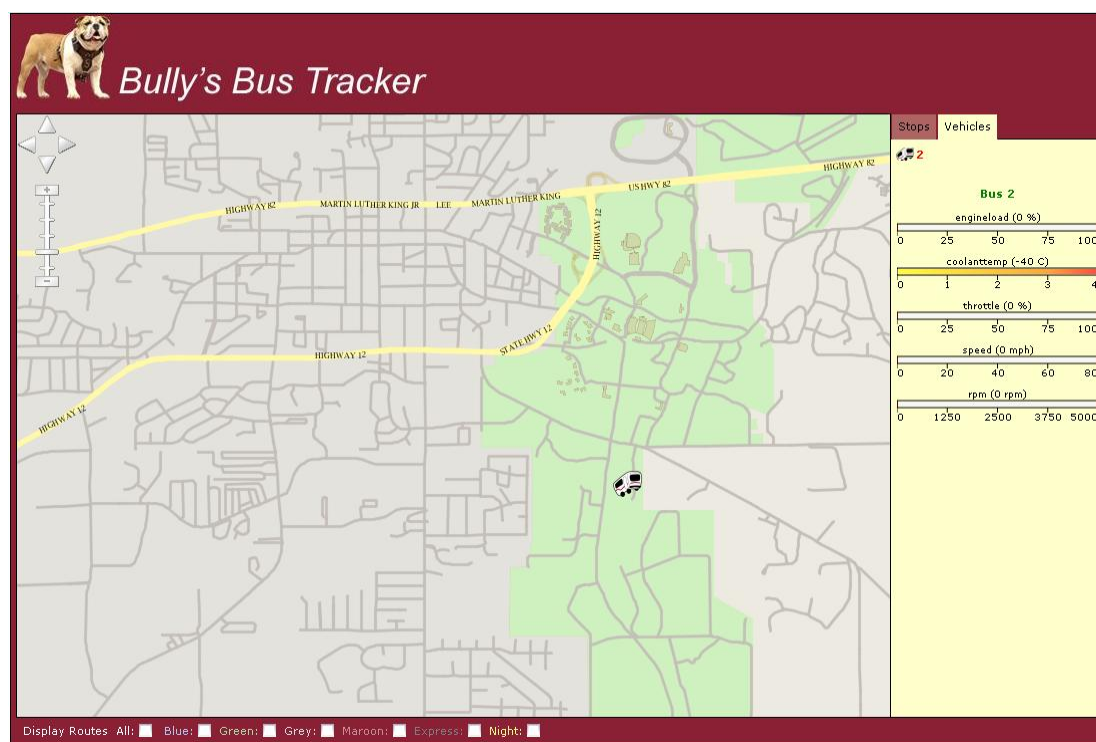 Bully's Bus Tracker
Stops Vehicles
2
Bus 2
engineload (0 %)
0 25 50 75 100
coolanttemp (-40 C)
0 1 2 3 4
throttle (0 %)
0 25 50 75 100
speed (0 mph)
0 20 40 60 80
rpm (0 rpm)
0 1250 2500 3750 5000
HIGHWAY 82
US HWY 82
HIGHWAY 82
MARTIN LUTHER KING JR
LEE
MARTIN LUTHER KING
HIGHWAY 12
STATE HWY 12
HIGHWAY 12
HIGHWAY 12
Display Routes All: Blue: Green: Grey: Maroon: Express: Night: